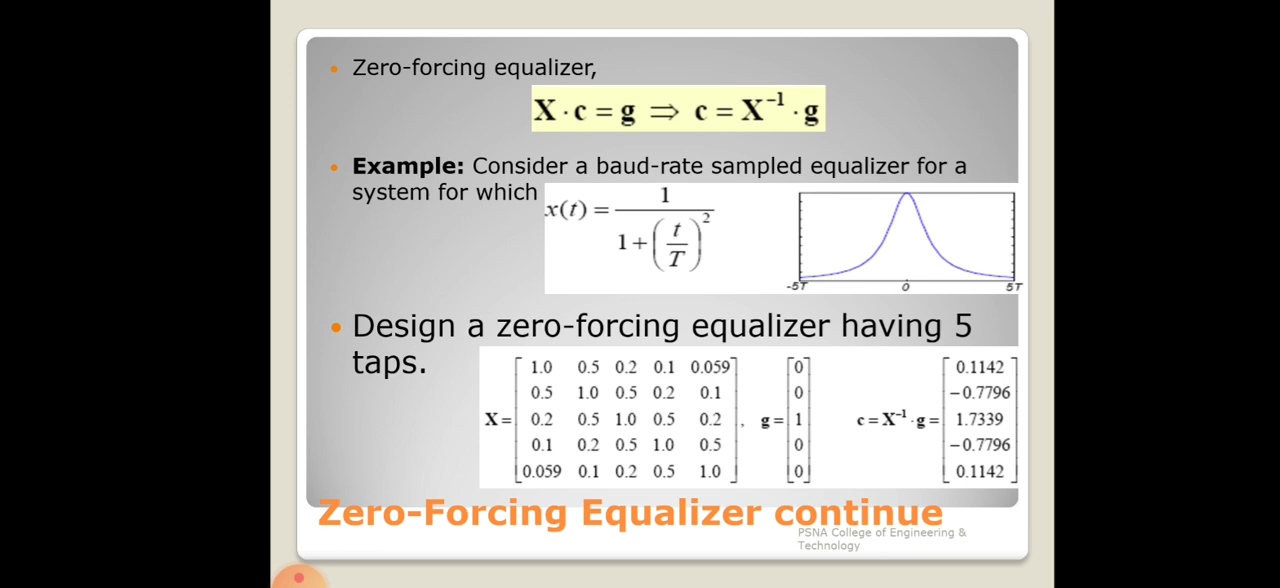 • Zero-forcing equalizer,
X · c = g ⇒ c = X⁻¹ · g
• Example: Consider a baud-rate sampled equalizer for a
system for which x(t) = 1 / (1 + (t/T)²)
-5T 0 5T
• Design a zero-forcing equalizer having 5
taps.
1.0 0.5 0.2 0.1 0.059 0 0.1142
0.5 1.0 0.5 0.2 0.1 0 −0.7796
X = 0.2 0.5 1.0 0.5 0.2 , g = 1 c = X⁻¹ · g = 1.7339
0.1 0.2 0.5 1.0 0.5 0 −0.7796
0.059 0.1 0.2 0.5 1.0 0 0.1142
Zero-Forcing Equalizer continue
PSNA College of Engineering &
Technology